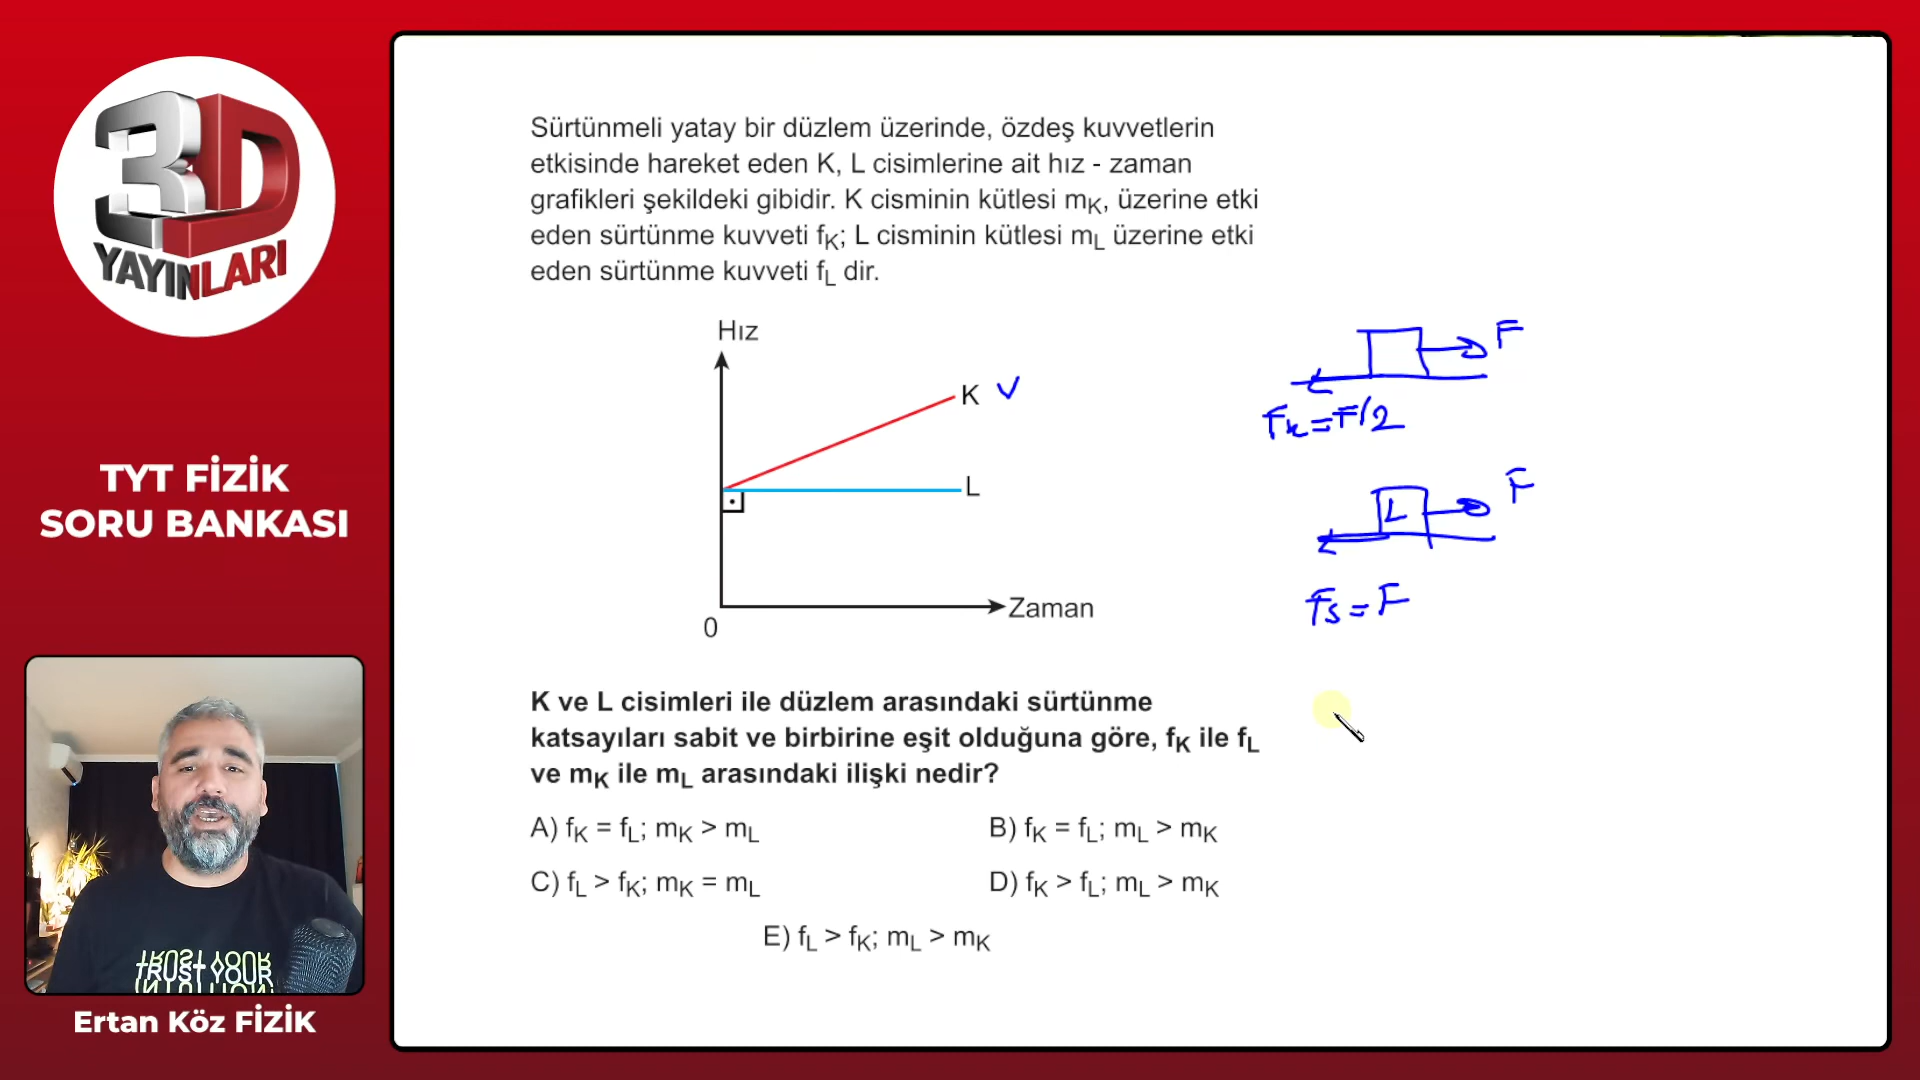 3D
YAYINLARI
TYT FİZİK
SORU BANKASI
Sürtünmeli yatay bir düzlem üzerinde, özdeş kuvvetlerin
etkisinde hareket eden K, L cisimlerine ait hız - zaman
grafikleri şekildeki gibidir. K cisminin kütlesi mK, üzerine etki
eden sürtünme kuvveti fK; L cisminin kütlesi mL üzerine etki
eden sürtünme kuvveti fL dir.
Hız
K V
L
0
Zaman
F
Fk = F/2
F
L
Fs = F
K ve L cisimleri ile düzlem arasındaki sürtünme
katsayıları sabit ve birbirine eşit olduğuna göre, fK ile fL
ve mK ile mL arasındaki ilişki nedir?
A) fK = fL; mK > mL
B) fK = fL; mL > mK
C) fL > fK; mK = mL
D) fK > fL; mL > mK
E) fL > fK; mL > mK
TRUST YOUR
Ertan Köz FİZİK